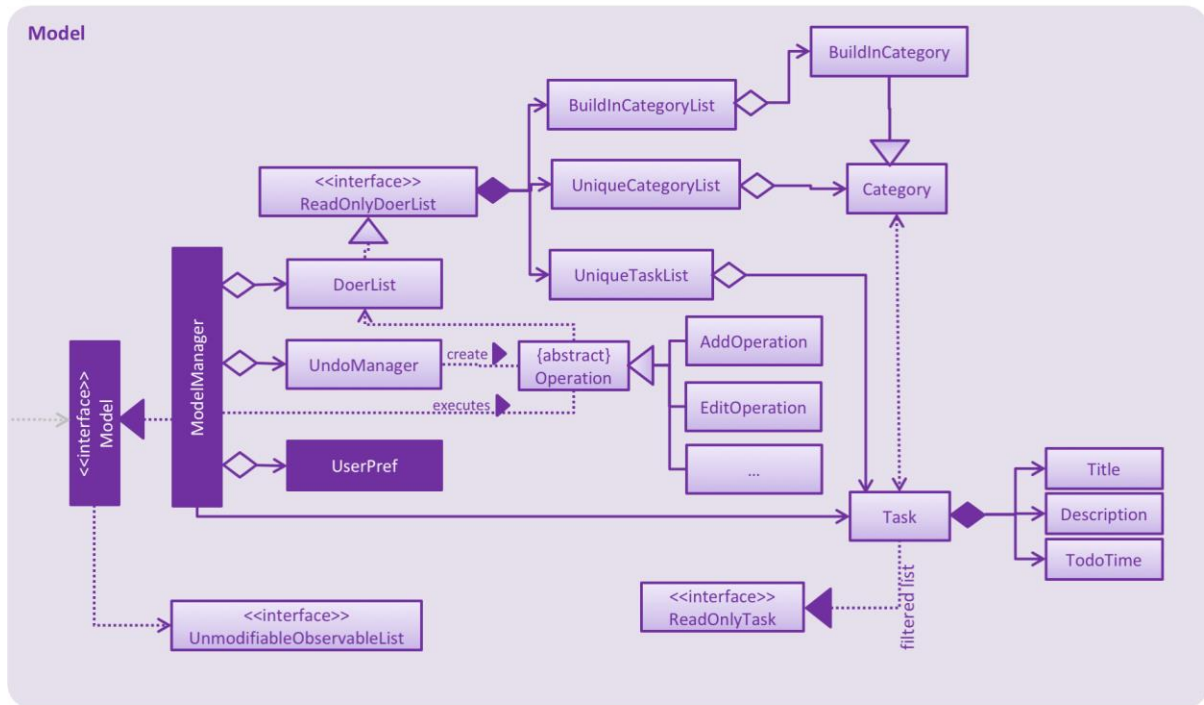 Model
BuildInCategory
BuildInCategoryList
<<interface>>
ReadOnlyDoerList
UniqueCategoryList
Category
DoerList
UniqueTaskList
<<interface>>
Model
ModelManager
UndoManager
create
{abstract}
Operation
AddOperation
executes
EditOperation
UserPref
...
Task
Title
Description
TodoTime
<<interface>>
ReadOnlyTask
filtered list
<<interface>>
UnmodifiableObservableList